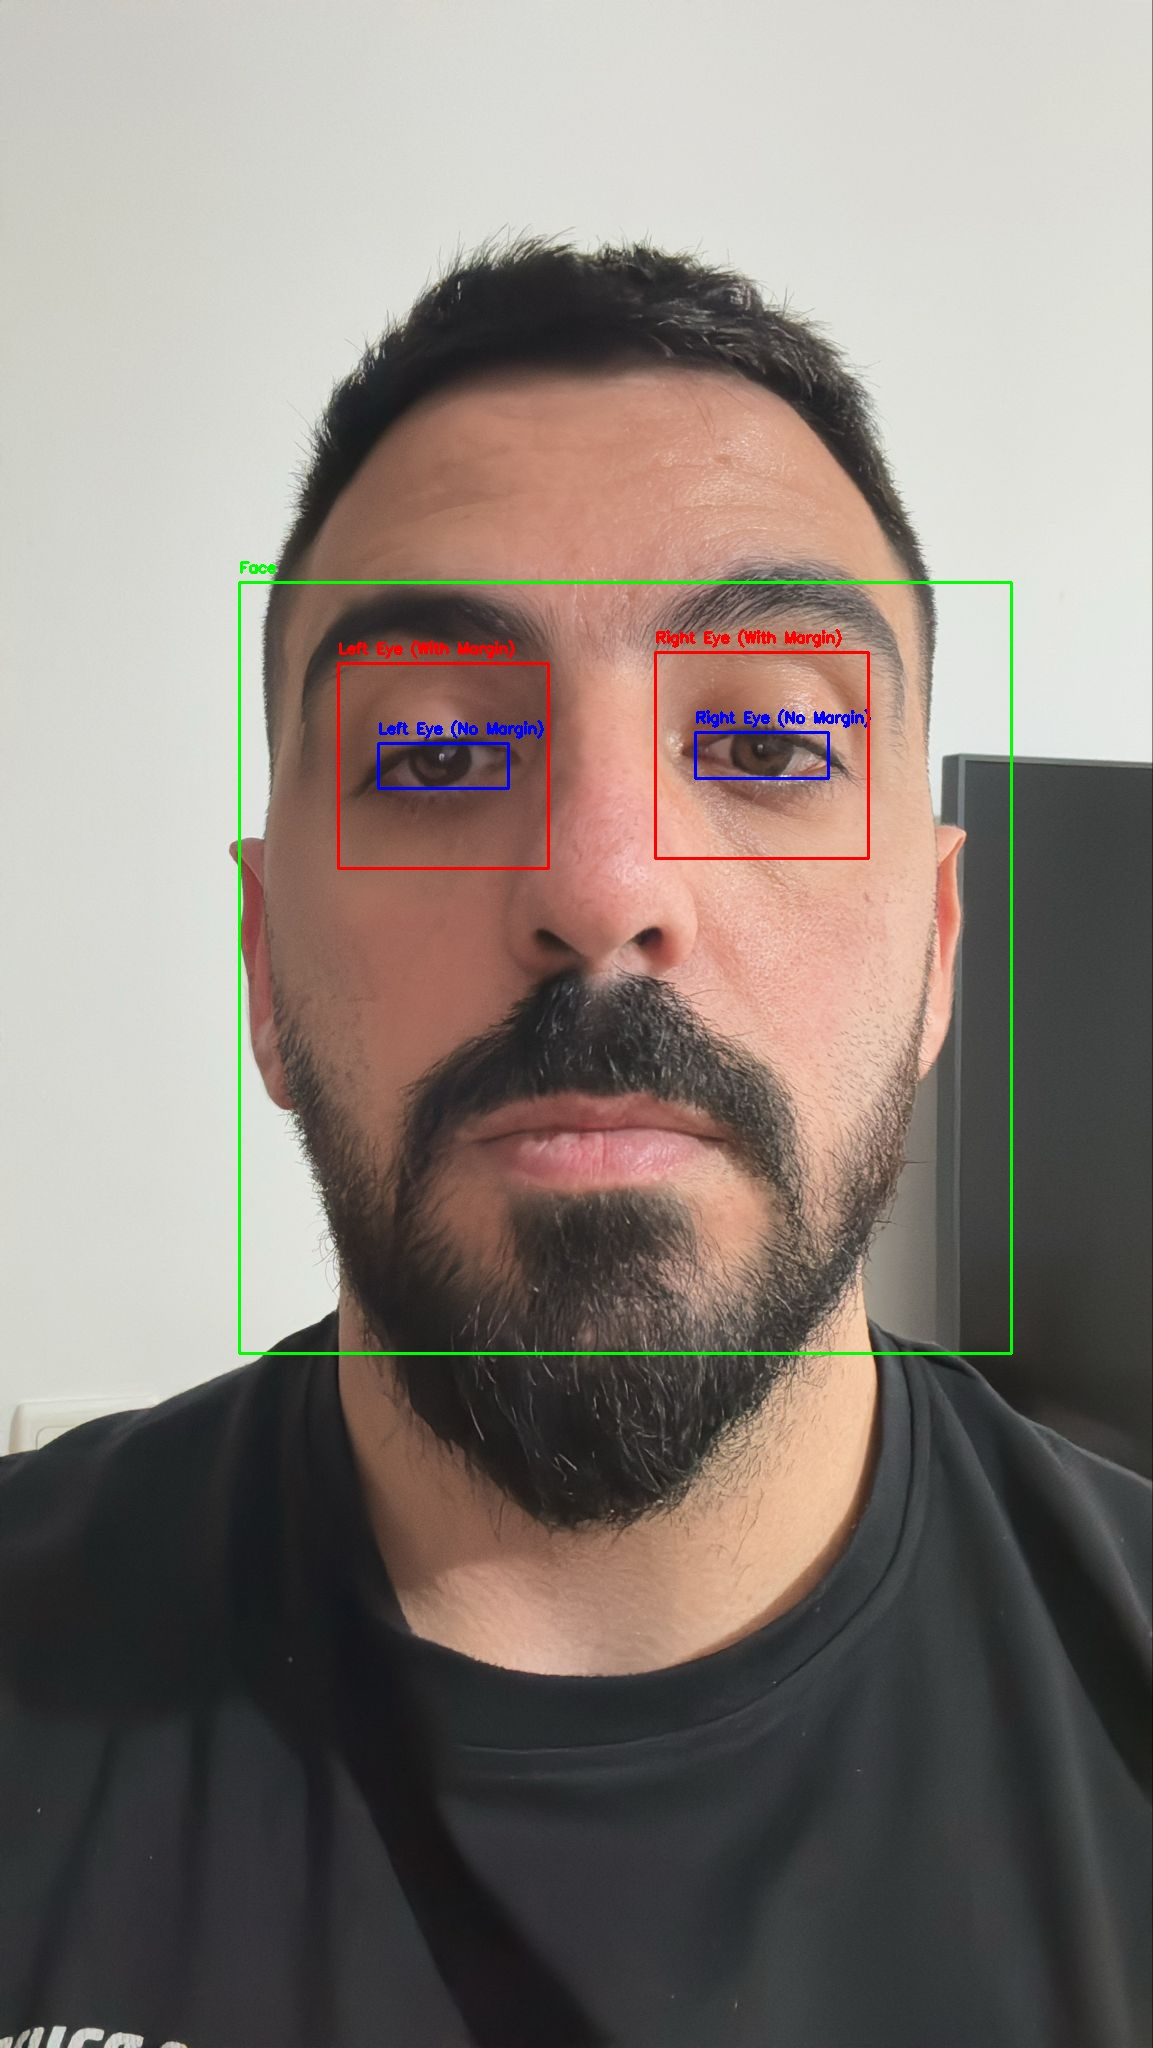 Face
Left Eye (With Margin)
Right Eye (With Margin)
Left Eye (No Margin)
Right Eye (No Margin)